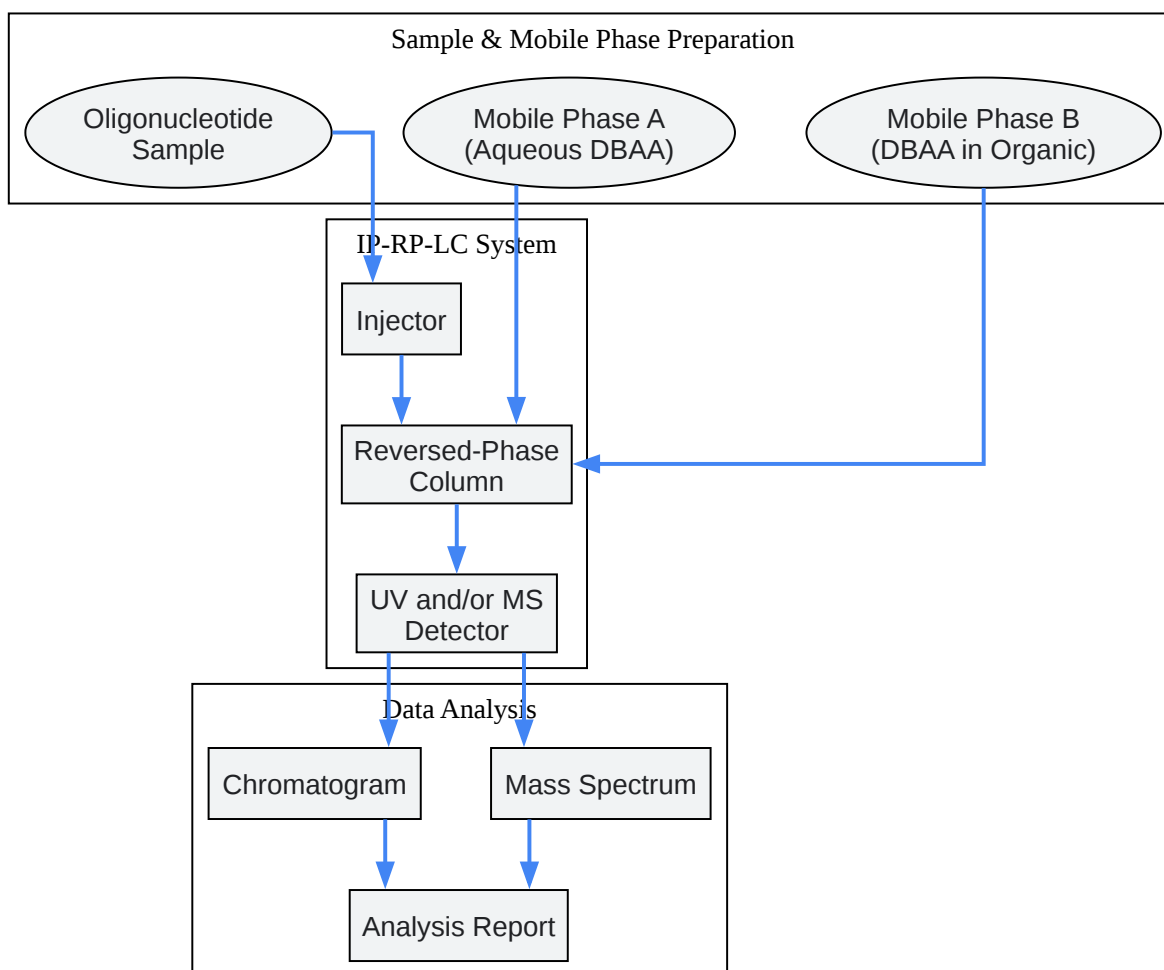 Sample & Mobile Phase Preparation
Oligonucleotide
Sample
Mobile Phase A
(Aqueous DBAA)
Mobile Phase B
(DBAA in Organic)
IP-RP-LC System
Injector
Reversed-Phase
Column
UV and/or MS
Detector
Data Analysis
Chromatogram
Mass Spectrum
Analysis Report